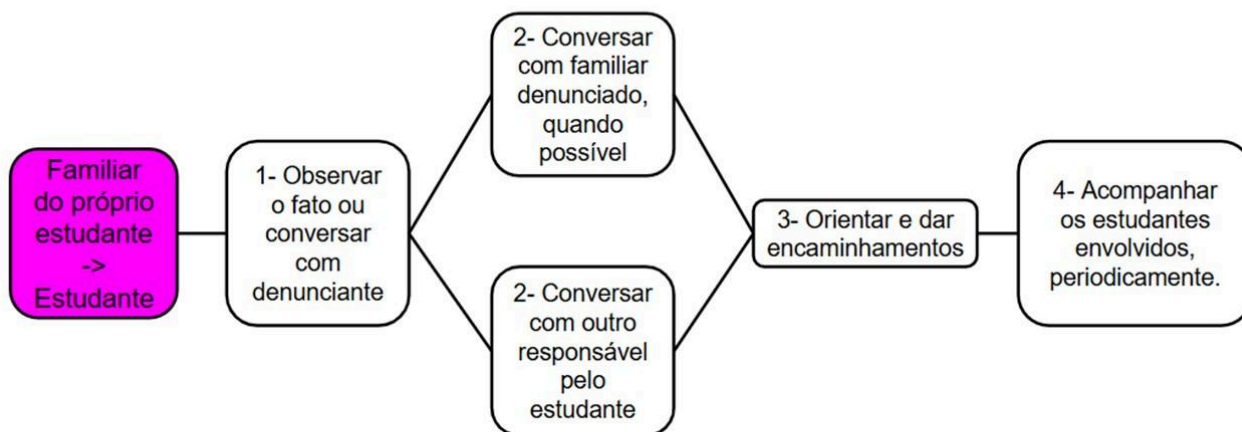 Familiar
do próprio
estudante
->
Estudante
1- Observar
o fato ou
conversar
com
denunciante
2- Conversar
com familiar
denunciado,
quando
possível
2- Conversar
com outro
responsável
pelo
estudante
3- Orientar e dar
encaminhamentos
4- Acompanhar
os estudantes
envolvidos,
periodicamente.